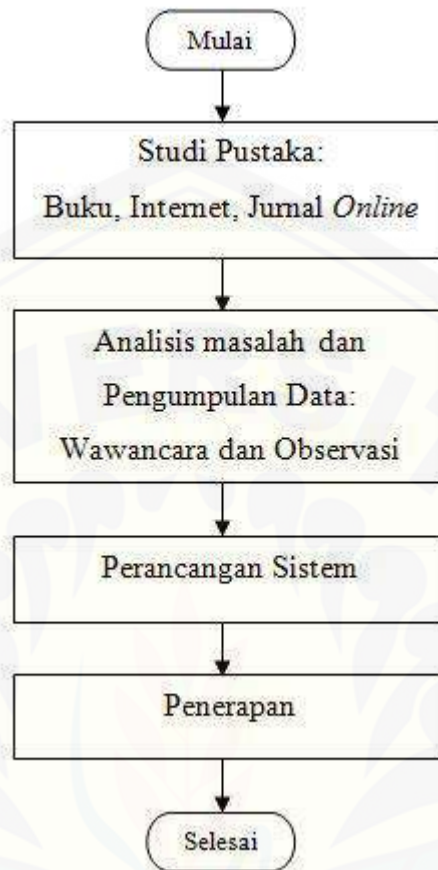 Mulai
Studi Pustaka:
Buku, Internet, Jurnal Online
Analisis masalah dan
Pengumpulan Data:
Wawancara dan Observasi
Perancangan Sistem
Penerapan
Selesai